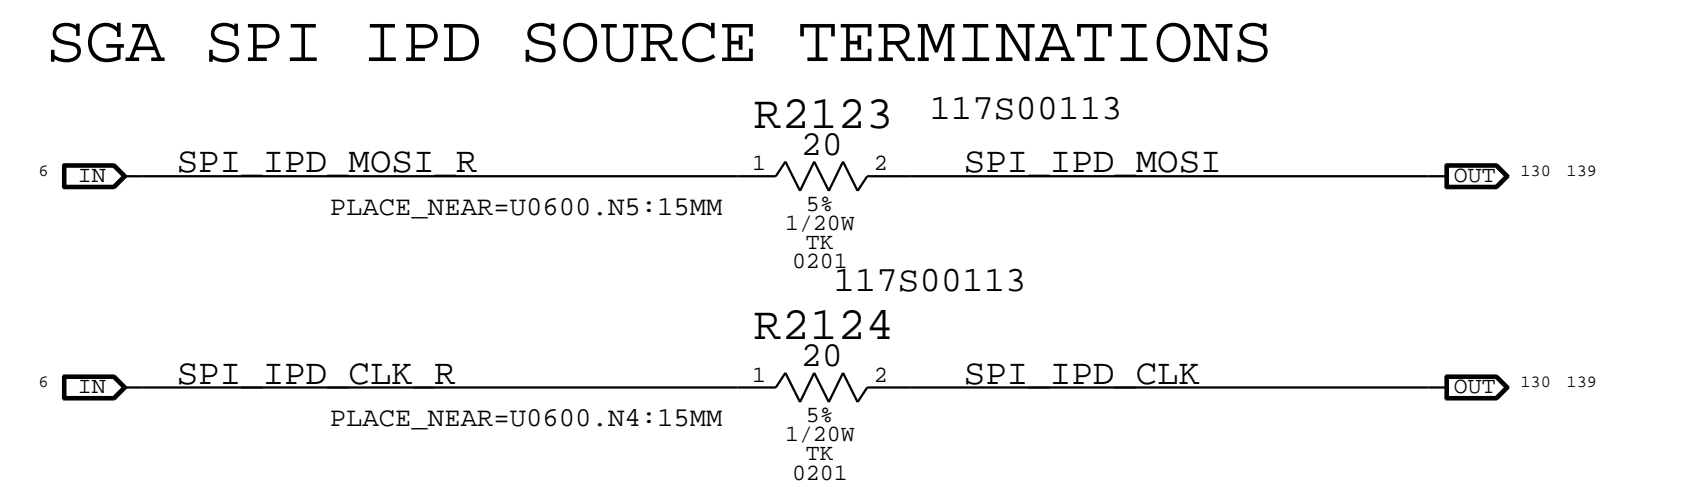 SGA SPI IPD SOURCE TERMINATIONS
R2123 117S00113
20
6 IN SPI_IPD_MOSI_R 1 2 SPI_IPD_MOSI OUT 130 139
PLACE_NEAR=U0600.N5:15MM 5%
1/20W
TK
0201
117S00113
R2124
20
6 IN SPI_IPD_CLK_R 1 2 SPI_IPD_CLK OUT 130 139
PLACE_NEAR=U0600.N4:15MM 5%
1/20W
TK
0201